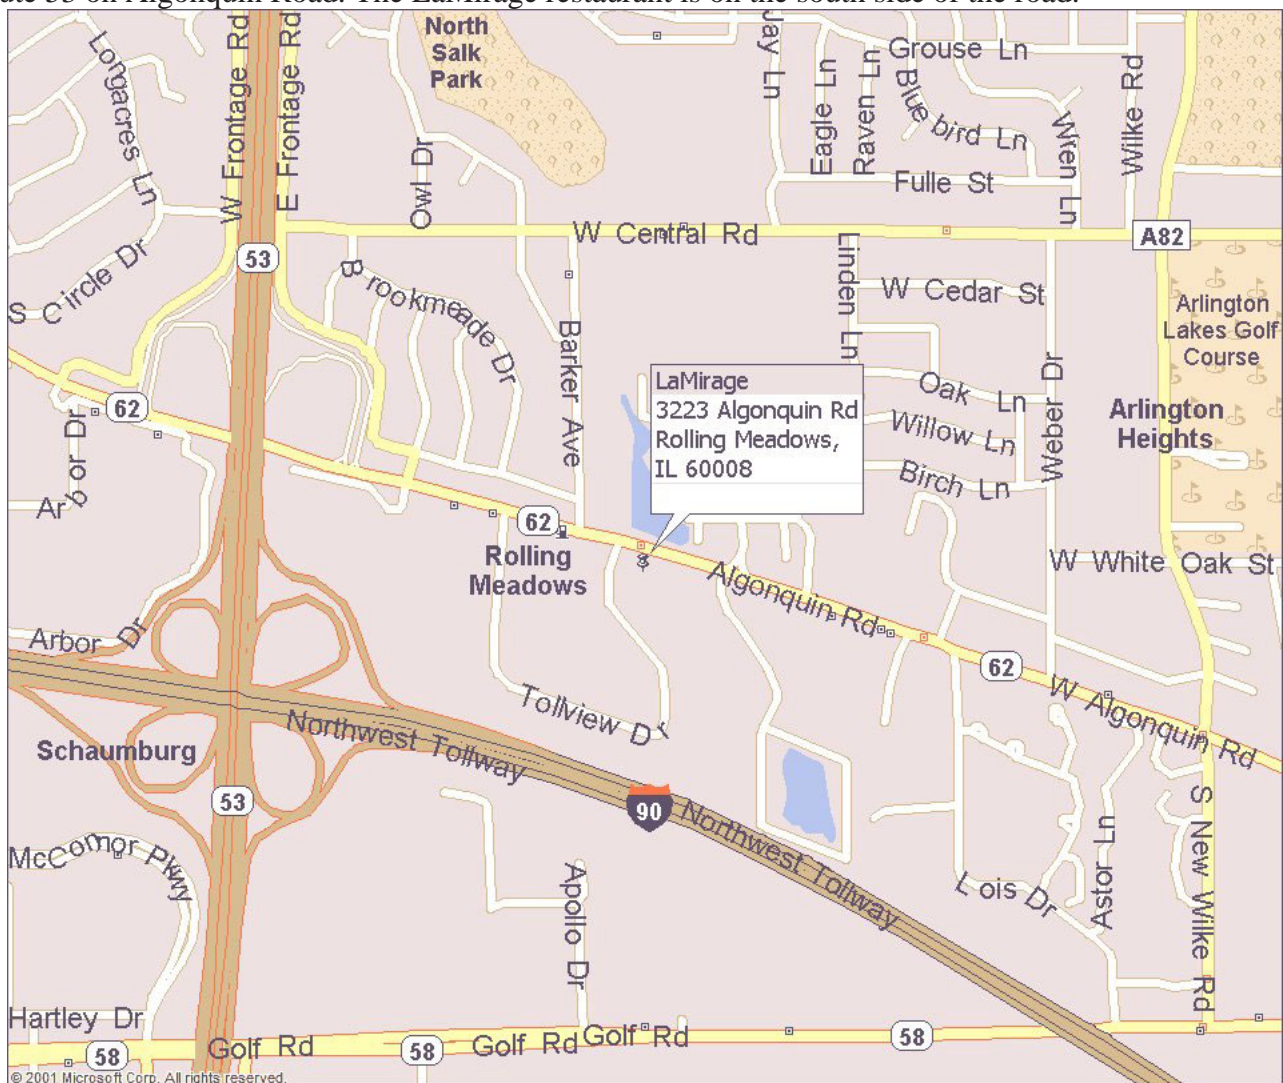 ute 53 on Algonquin Road. The LaMirage restaurant is on the south side of the road.
Longacres Ln
W Frontage Rd
E Frontage Rd
North
Salk
Park
Owl Dr
Jay Ln
Eagle Ln
Raven Ln
Grouse Ln
Blue bird Ln
Wren Ln
Wilke Rd
Fulle St
W Central Rd
A82
53
S Circle Dr
Brookmeade Dr
Barker Ave
Linden Ln
W Cedar St
Arlington
Lakes Golf
Course
62
Arbor Dr
Ar
LaMirage
3223 Algonquin Rd
Rolling Meadows,
IL 60008
Oak Ln
Willow Ln
Birch Ln
Weber Dr
Arlington
Heights
62
Rolling
Meadows
Algonquin Rd
W White Oak St
Arbor Dr
62
W Algonquin Rd
Tollview Dr
Northwest Tollway
Schaumburg
53
90
Northwest Tollway
McConnor Pkwy
Apollo Dr
Lois Dr
Astor Ln
S New Wilke Rd
Hartley Dr
58
Golf Rd
58
Golf Rd
Golf Rd
58
© 2001 Microsoft Corp. All rights reserved.